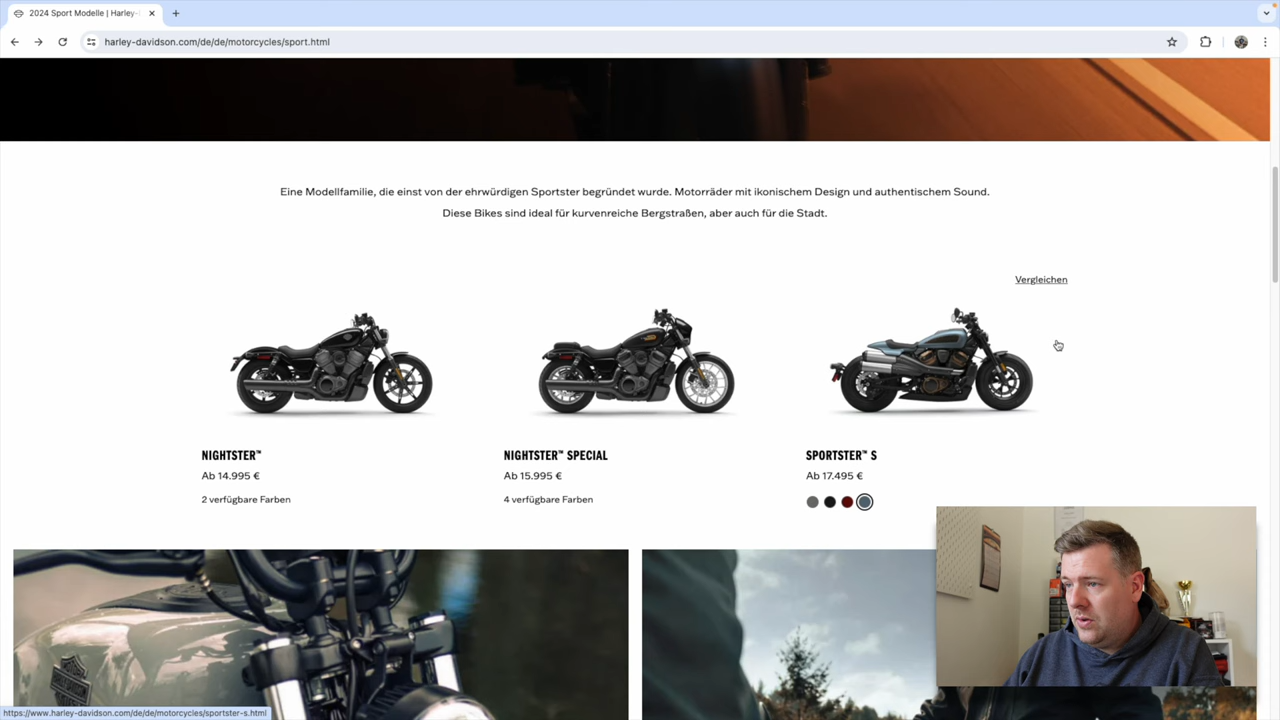 2024 Sport Modelle | Harley-
harley-davidson.com/de/de/motorcycles/sport.html
Eine Modellfamilie, die einst von der ehrwürdigen Sportster begründet wurde. Motorräder mit ikonischem Design und authentischem Sound.
Diese Bikes sind ideal für kurvenreiche Bergstraßen, aber auch für die Stadt.
Vergleichen
NIGHTSTER™
Ab 14.995 €
2 verfügbare Farben
NIGHTSTER™ SPECIAL
Ab 15.995 €
4 verfügbare Farben
SPORTSTER™ S
Ab 17.495 €
https://www.harley-davidson.com/de/de/motorcycles/sportster-s.html